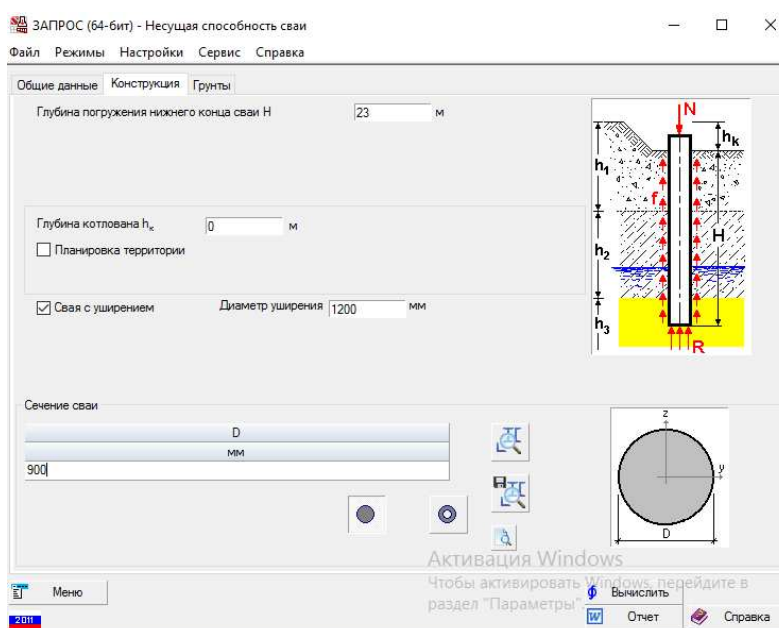 ЗАПРОС (64-бит) - Несущая способность сваи
Файл Режимы Настройки Сервис Справка
Общие данные Конструкция Грунты
Глубина погружения нижнего конца сваи H 23 м
Глубина котлована hк 0 м
Планировка территории
Свая с уширением Диаметр уширения 1200 мм
N
hк
h1
f
H
h2
h3
R
Сечение сваи
D
мм
900
z
y
D
Активация Windows
Чтобы активировать Windows, перейдите в
раздел "Параметры".
Меню
Вычислить
2011
W Отчет Справка